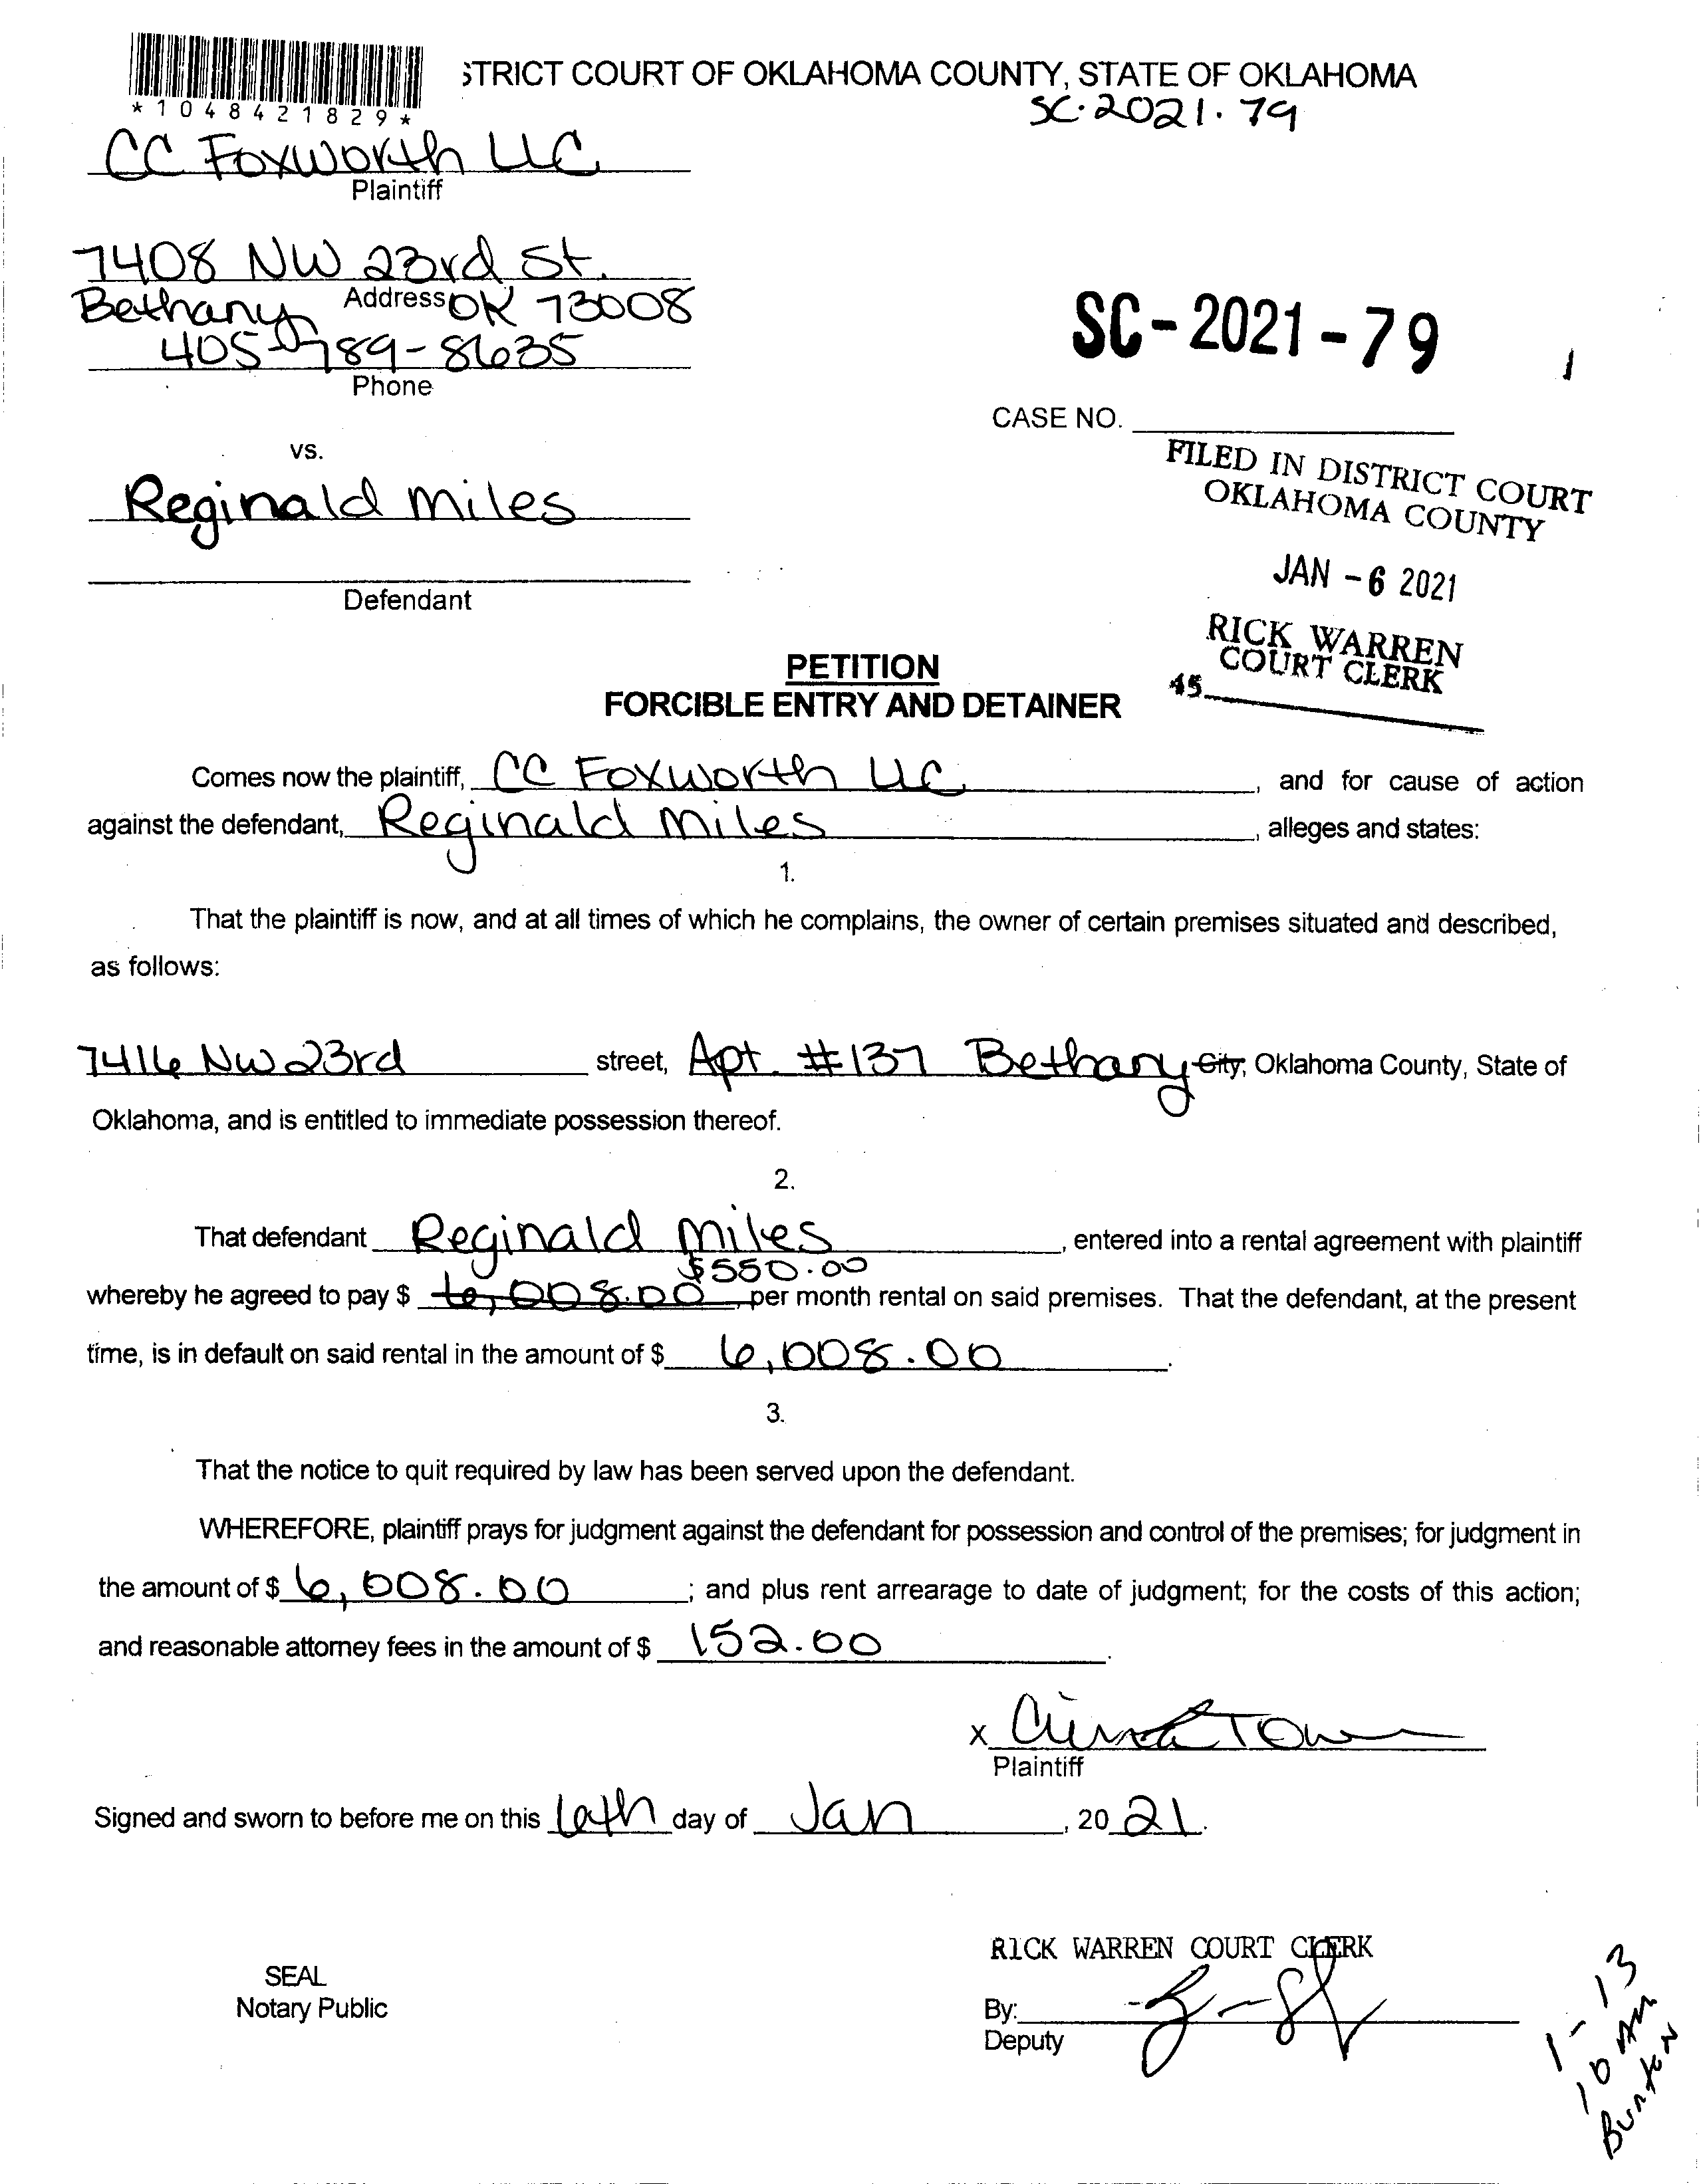 STRICT COURT OF OKLAHOMA COUNTY, STATE OF OKLAHOMA
*1048421829*
SC-2021-79
CC Foxworth LLC
Plaintiff
7408 NW 23rd St.
Address
Bethany OK 73008
405-789-8635
Phone
SC-2021-79
CASE NO.
vs.
FILED IN DISTRICT COURT
OKLAHOMA COUNTY
Reginald Miles
JAN -6 2021
Defendant
RICK WARREN
COURT CLERK
45
PETITION
FORCIBLE ENTRY AND DETAINER
Comes now the plaintiff, CC Foxworth LLC, and for cause of action
against the defendant, Reginald Miles, alleges and states:
1.
That the plaintiff is now, and at all times of which he complains, the owner of certain premises situated and described,
as follows:
7416 NW 23rd street, Apt. #137 Bethany City, Oklahoma County, State of
Oklahoma, and is entitled to immediate possession thereof.
2.
That defendant Reginald Miles, entered into a rental agreement with plaintiff
$550.00
whereby he agreed to pay $ 6,008.00, per month rental on said premises. That the defendant, at the present
time, is in default on said rental in the amount of $ 6,008.00.
3.
That the notice to quit required by law has been served upon the defendant.
WHEREFORE, plaintiff prays for judgment against the defendant for possession and control of the premises; for judgment in
the amount of $ 6,008.00; and plus rent arrearage to date of judgment; for the costs of this action;
and reasonable attorney fees in the amount of $ 152.00.
X
Plaintiff
Signed and sworn to before me on this 6th day of Jan, 2021.
RICK WARREN COURT CLERK
SEAL
Notary Public
By:
Deputy
1-13
10 AM
Burton